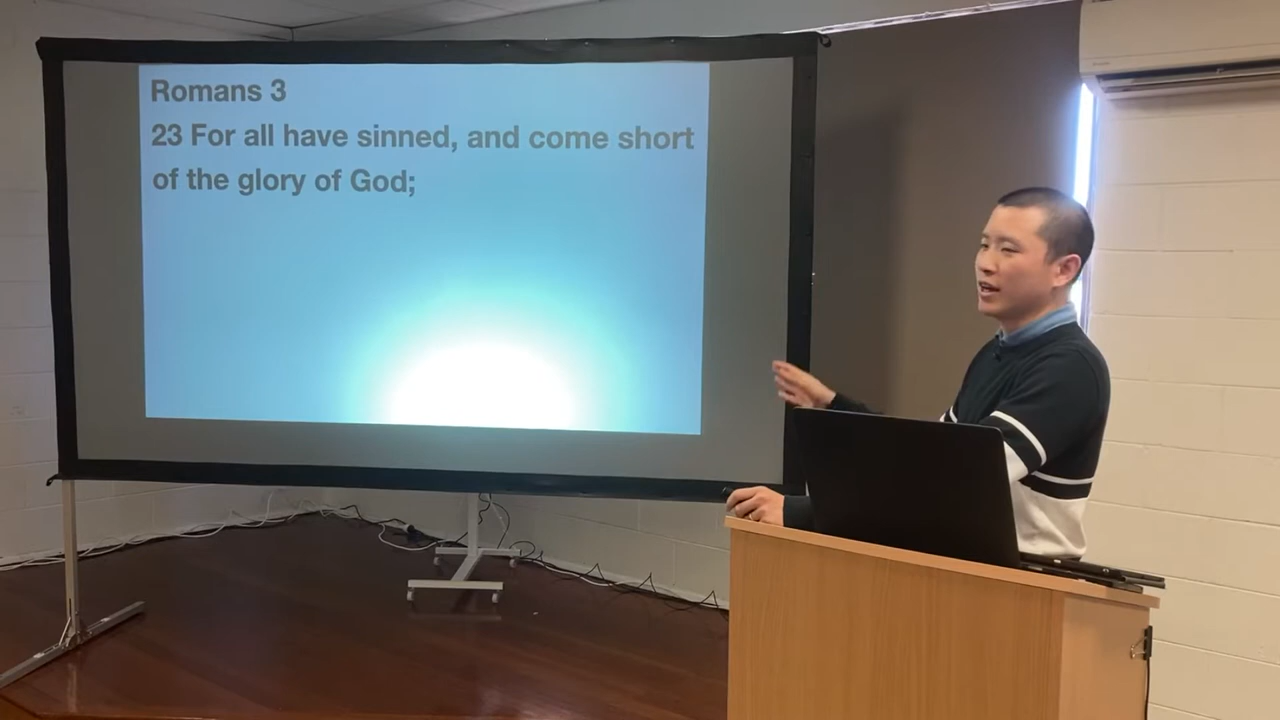 Romans 3
23 For all have sinned, and come short
of the glory of God;